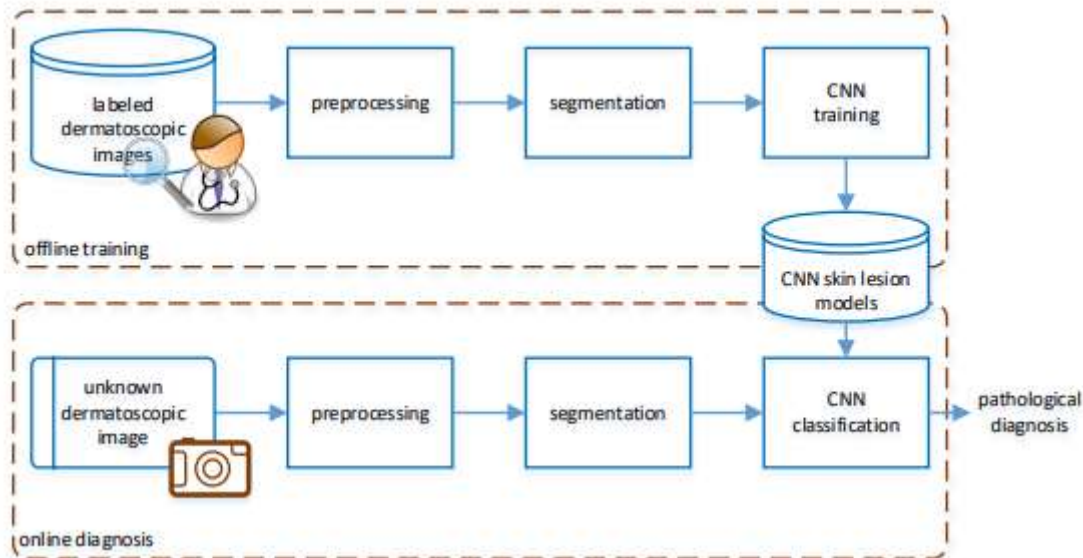 labeled
dermatoscopic
images
preprocessing
segmentation
CNN
training
offline training
CNN skin lesion
models
unknown
dermatoscopic
image
preprocessing
segmentation
CNN
classification
pathological
diagnosis
online diagnosis